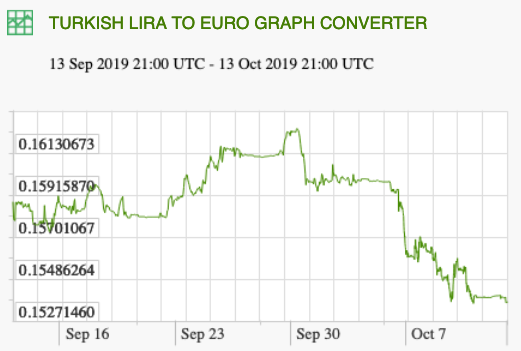 TURKISH LIRA TO EURO GRAPH CONVERTER
13 Sep 2019 21:00 UTC - 13 Oct 2019 21:00 UTC
0.16130673
0.15915870
0.15701067
0.15486264
0.15271460
Sep 16 Sep 23 Sep 30 Oct 7